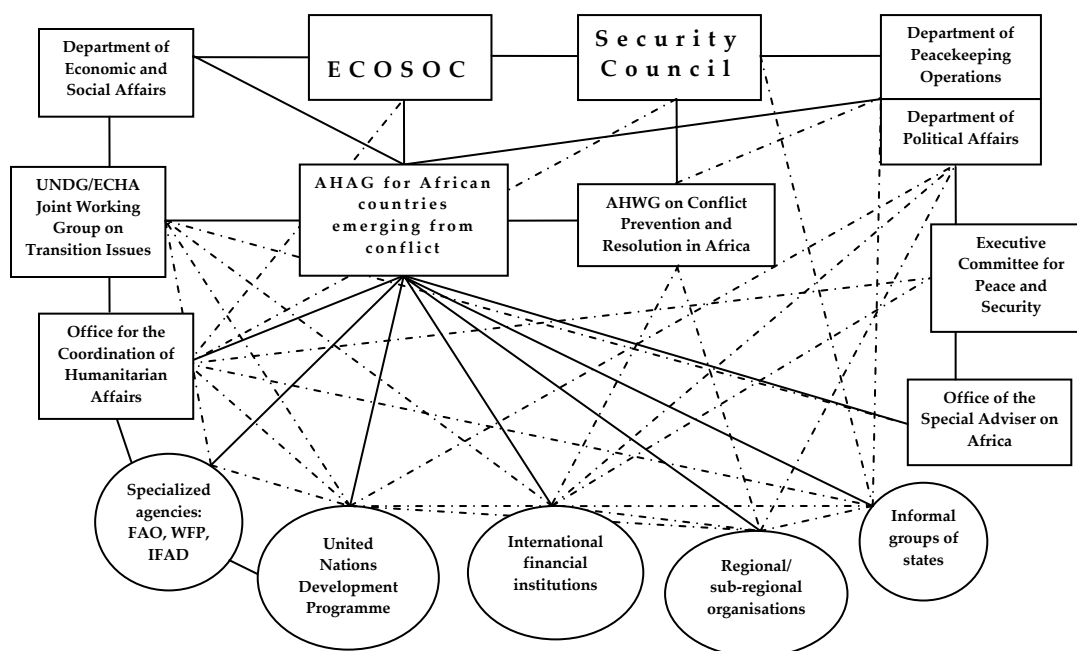 Department of
Economic and
Social Affairs
ECOSOC
Security
Council
Department of
Peacekeeping
Operations
Department of
Political Affairs
UNDG/ECHA
Joint Working
Group on
Transition Issues
AHAG for African
countries
emerging from
conflict
AHWG on Conflict
Prevention and
Resolution in Africa
Executive
Committee for
Peace and
Security
Office for the
Coordination of
Humanitarian
Affairs
Office of the
Special Adviser on
Africa
Specialized
agencies:
FAO, WFP,
IFAD
United
Nations
Development
Programme
International
financial
institutions
Regional/
sub-regional
organisations
Informal
groups of
states